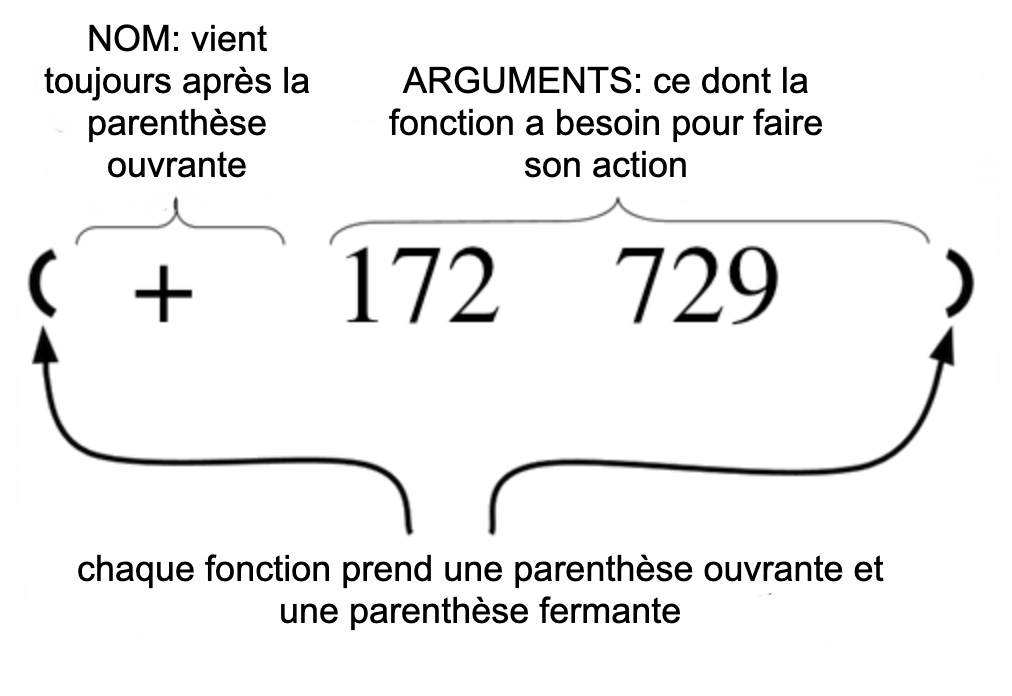 NOM: vient
toujours après la
parenthèse
ouvrante
ARGUMENTS: ce dont la
fonction a besoin pour faire
son action
( + 172 729 )
chaque fonction prend une parenthèse ouvrante et
une parenthèse fermante